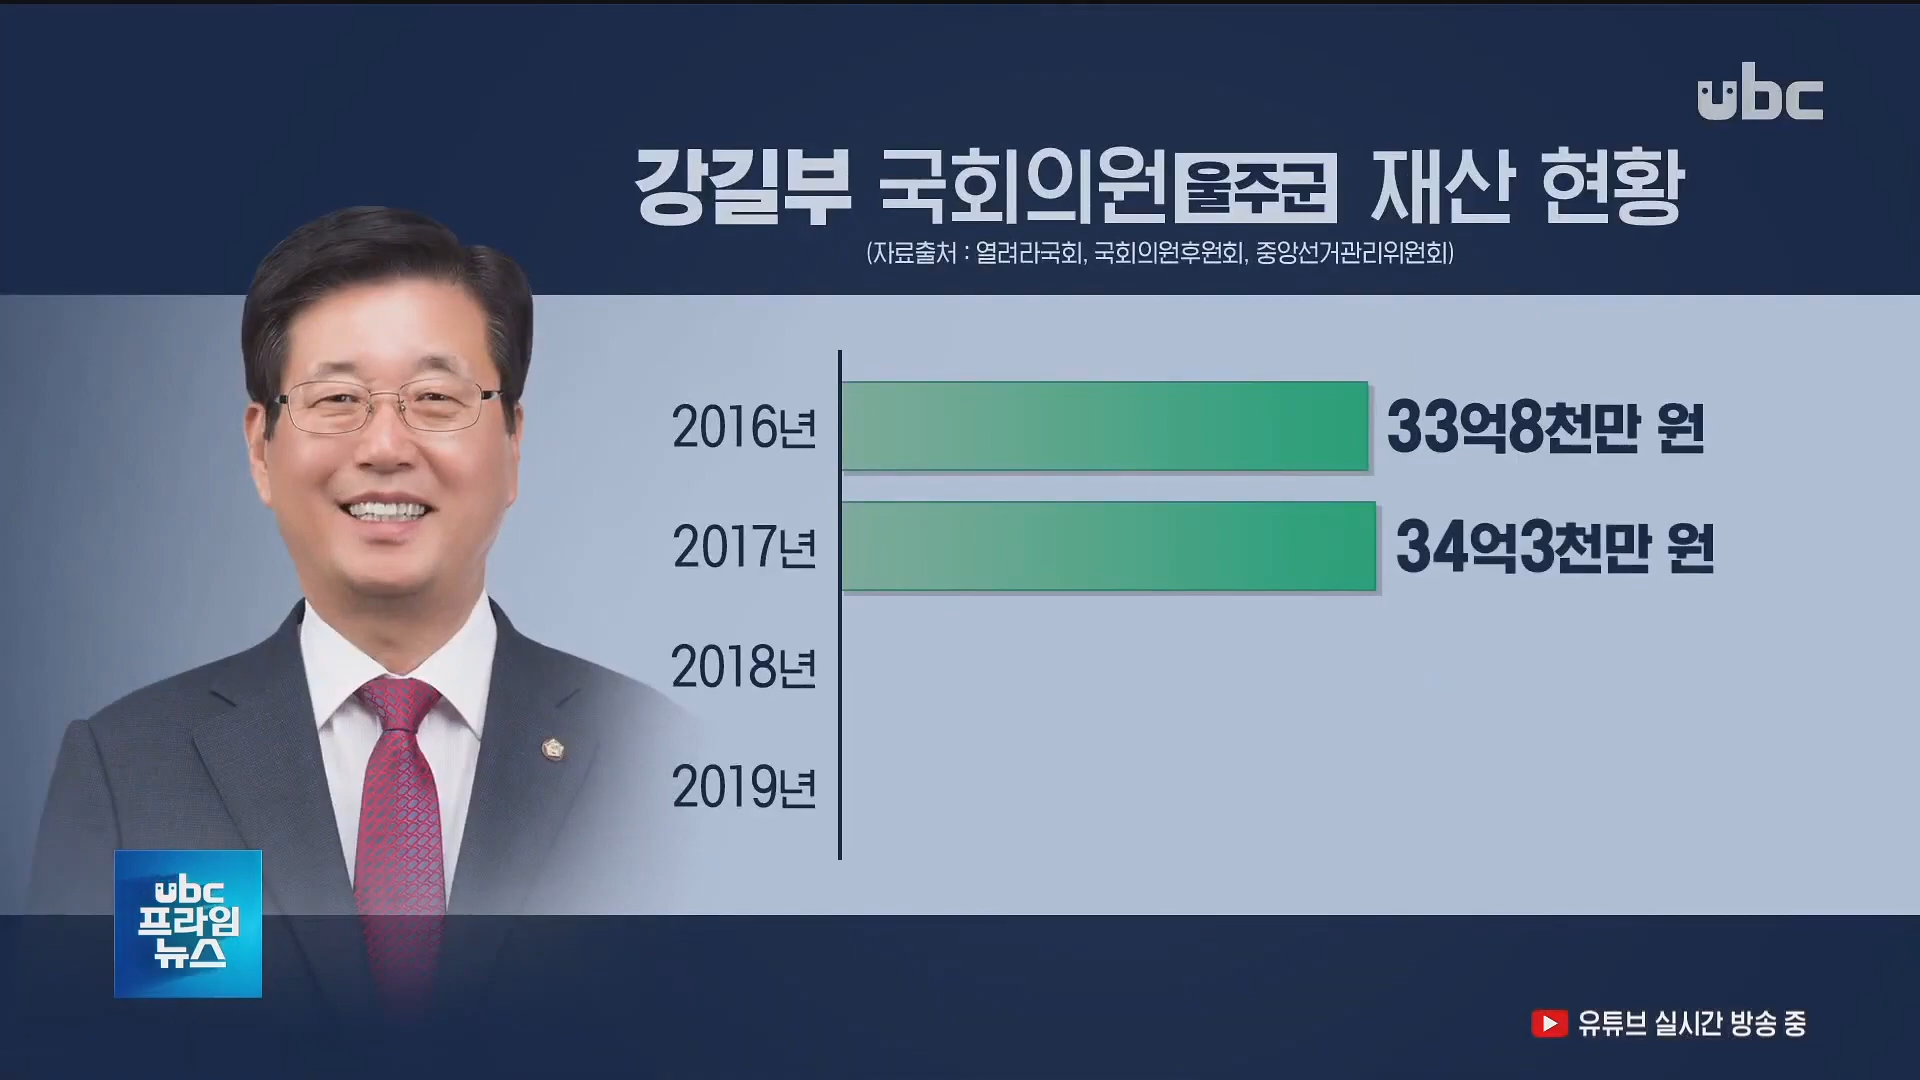 ubc
강길부 국회의원 울주군 재산 현황
(자료출처 : 열려라국회, 국회의원후원회, 중앙선거관리위원회)
2016년 33억8천만 원
2017년 34억3천만 원
2018년
2019년
ubc
프라임
뉴스
유튜브 실시간 방송 중